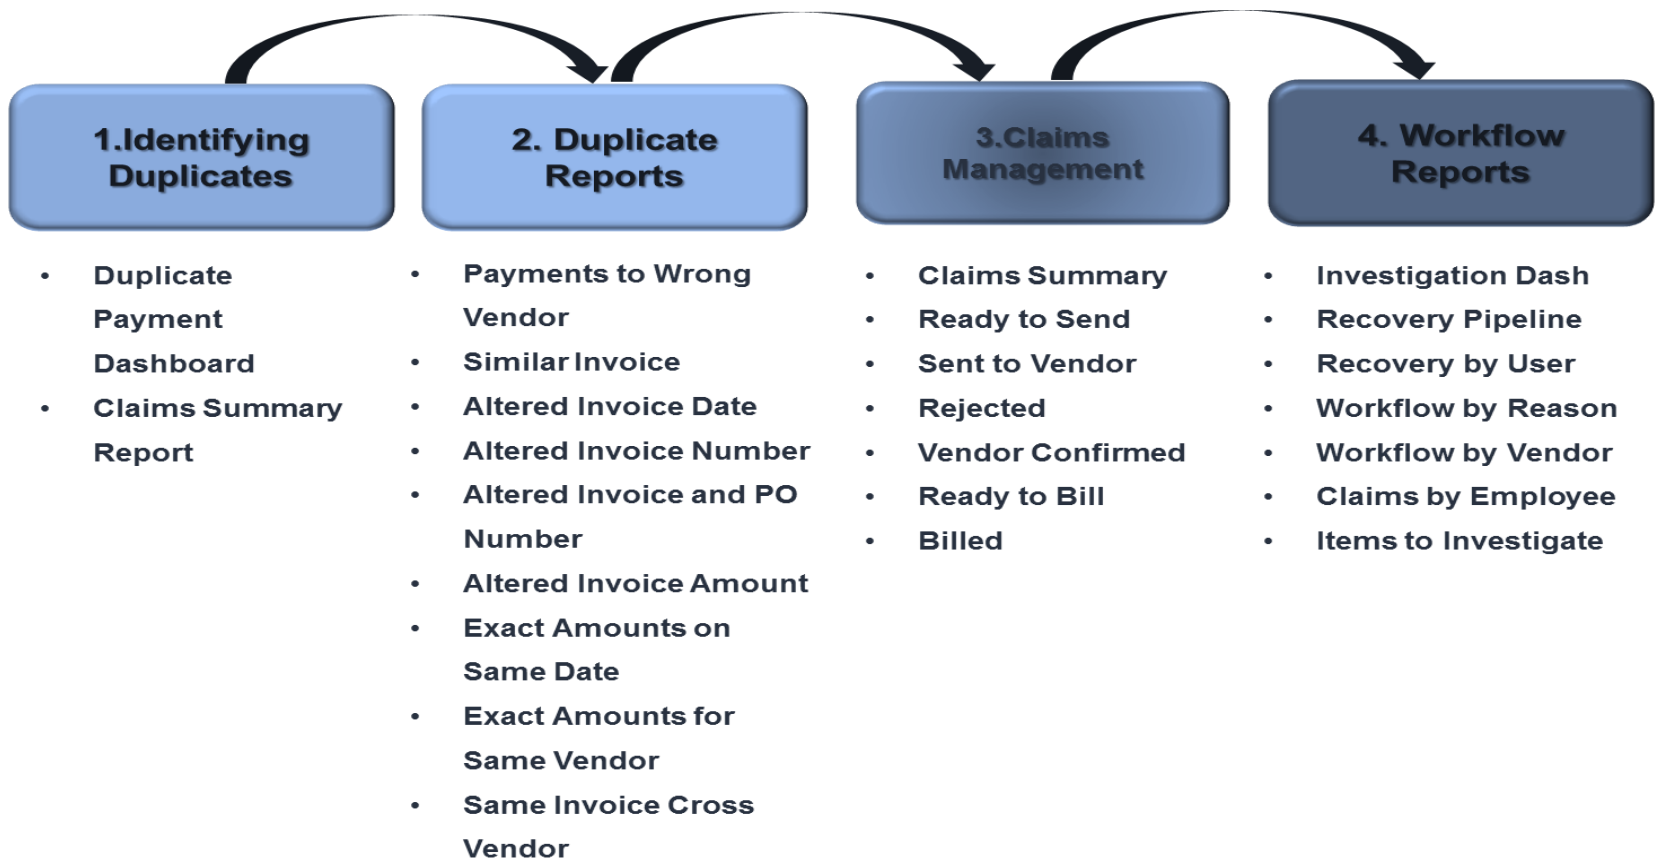 1.Identifying
Duplicates
2. Duplicate
Reports
3.Claims
Management
4. Workflow
Reports
• Duplicate
Payment
Dashboard
• Claims Summary
Report
• Payments to Wrong
Vendor
• Similar Invoice
• Altered Invoice Date
• Altered Invoice Number
• Altered Invoice and PO
Number
• Altered Invoice Amount
• Exact Amounts on
Same Date
• Exact Amounts for
Same Vendor
• Same Invoice Cross
Vendor
• Claims Summary
• Ready to Send
• Sent to Vendor
• Rejected
• Vendor Confirmed
• Ready to Bill
• Billed
• Investigation Dash
• Recovery Pipeline
• Recovery by User
• Workflow by Reason
• Workflow by Vendor
• Claims by Employee
• Items to Investigate